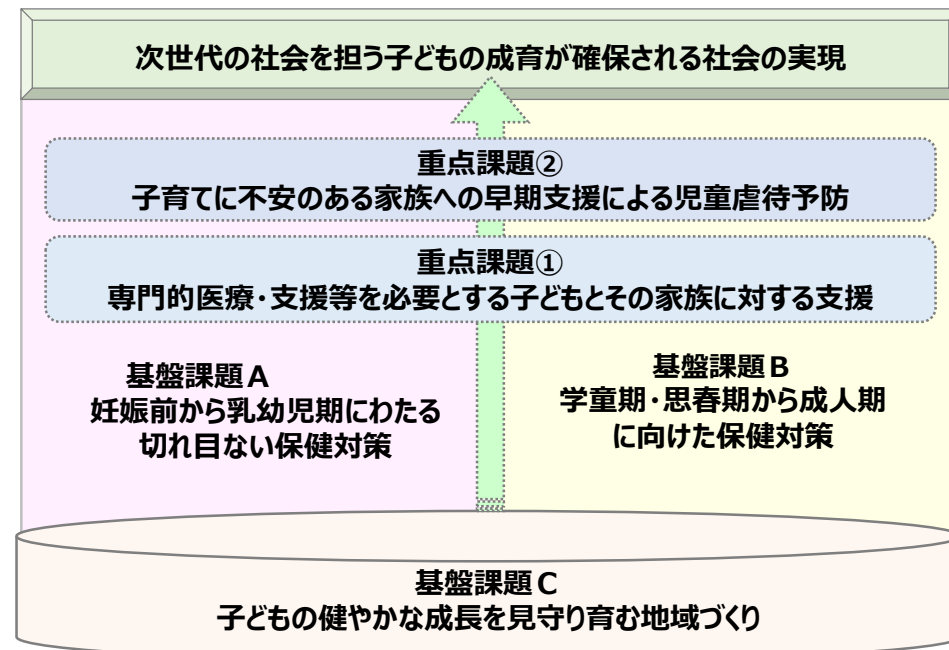 次世代の社会を担う子どもの成育が確保される社会の実現
重点課題②
子育てに不安のある家族への早期支援による児童虐待予防
重点課題①
専門的医療・支援等を必要とする子どもとその家族に対する支援
基盤課題A
妊娠前から乳幼児期にわたる
切れ目ない保健対策
基盤課題B
学童期・思春期から成人期
に向けた保健対策
基盤課題C
子どもの健やかな成長を見守り育む地域づくり